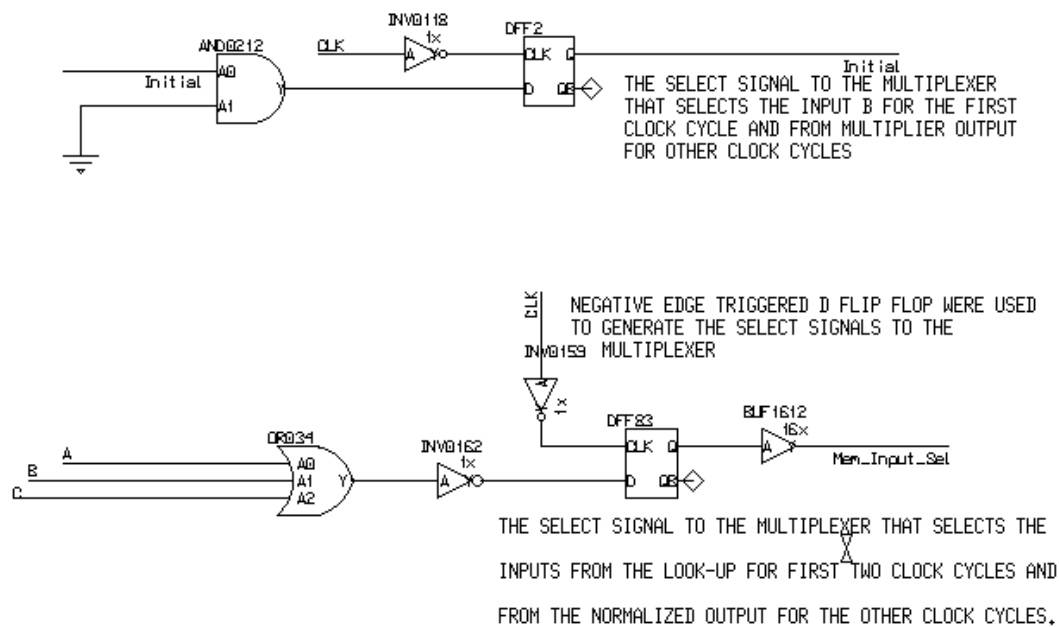 INV0118
1x
DFF2
AND0212
CLK
A
CLK
Q
A0
Initial
Y
Initial
A1
D
QB
THE SELECT SIGNAL TO THE MULTIPLEXER
THAT SELECTS THE INPUT B FOR THE FIRST
CLOCK CYCLE AND FROM MULTIPLIER OUTPUT
FOR OTHER CLOCK CYCLES
CLK
NEGATIVE EDGE TRIGGERED D FLIP FLOP WERE USED
TO GENERATE THE SELECT SIGNALS TO THE
MULTIPLEXER
INV0159
A
1x
DFF83
BUF1612
16x
OR034
INV0162
1x
CLK
Q
A
Mem_Input_Sel
A
A0
B
A1
Y
A
D
QB
C
A2
THE SELECT SIGNAL TO THE MULTIPLEXER THAT SELECTS THE
INPUTS FROM THE LOOK-UP FOR FIRST TWO CLOCK CYCLES AND
FROM THE NORMALIZED OUTPUT FOR THE OTHER CLOCK CYCLES.